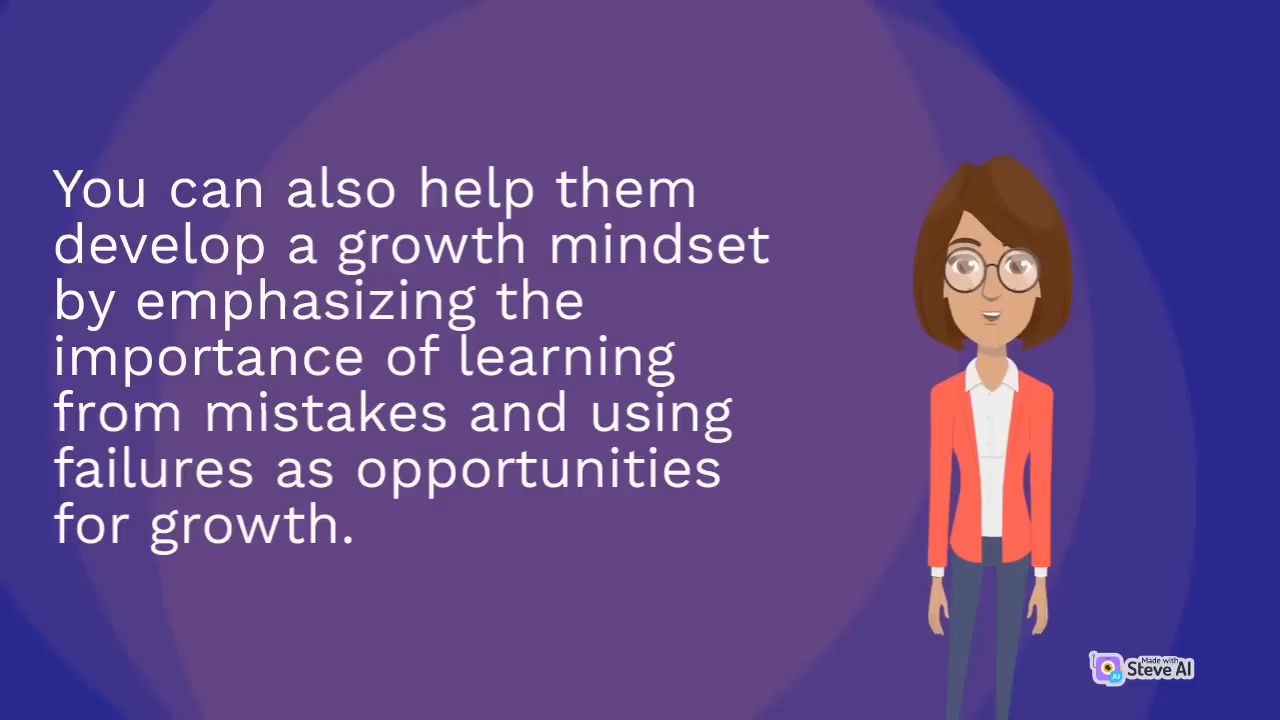 You can also help them
develop a growth mindset
by emphasizing the
importance of learning
from mistakes and using
failures as opportunities
for growth.
Made with
Steve AI
AI